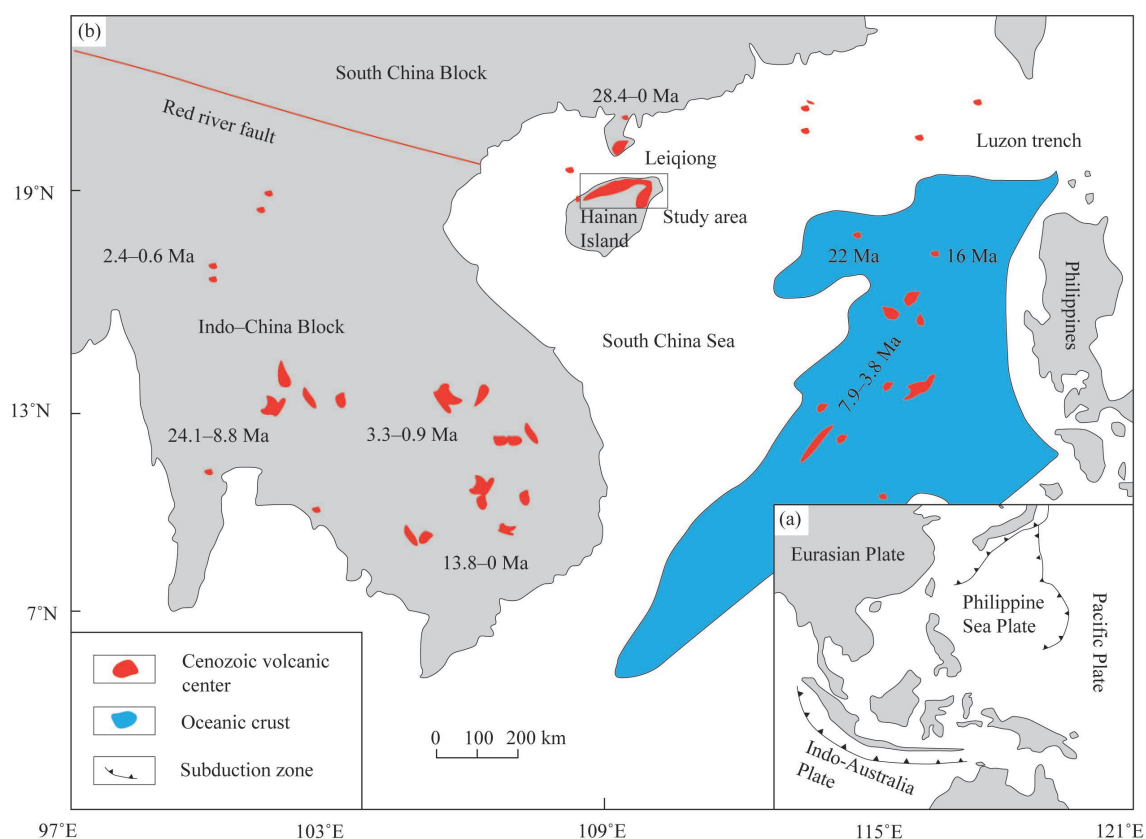 (b)
South China Block
28.4–0 Ma
Red river fault
Luzon trench
Leiqiong
19°N
Hainan
Island
Study area
2.4–0.6 Ma
22 Ma
16 Ma
Philippines
Indo–China Block
South China Sea
7.9–3.8 Ma
13°N
24.1–8.8 Ma
3.3–0.9 Ma
(a)
Eurasian Plate
13.8–0 Ma
Philippine
Sea Plate
Pacific Plate
7°N
Cenozoic volcanic
center
Oceanic crust
0 100 200 km
Subduction zone
Indo-Australia
Plate
97°E
103°E
109°E
115°E
121°E